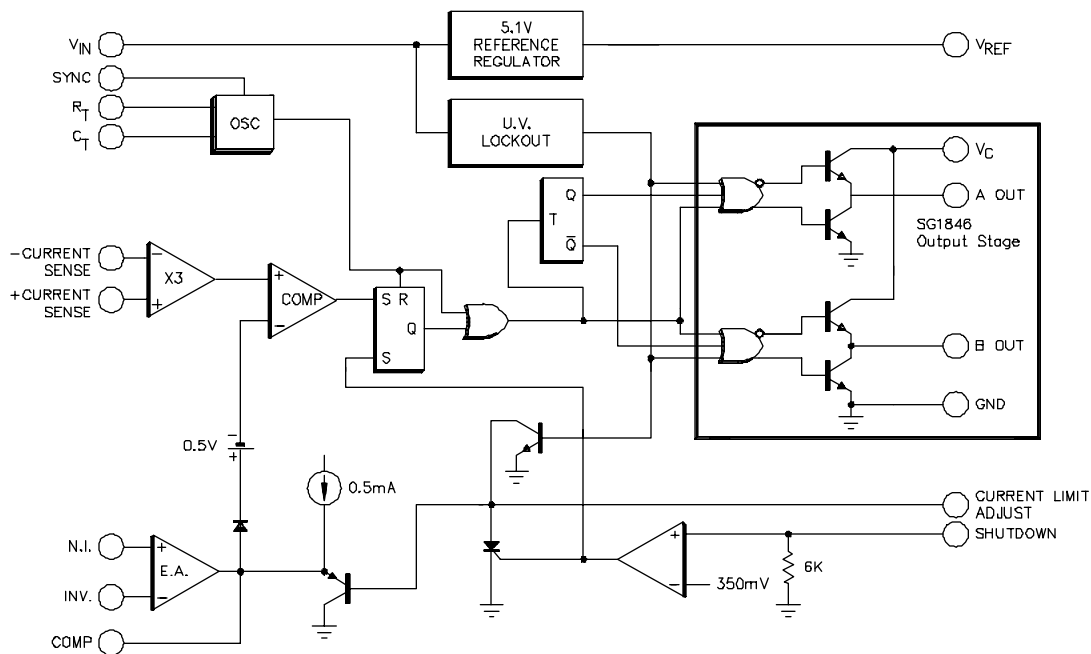 V_IN
5.1V
REFERENCE
REGULATOR
V_REF
SYNC
R_T
C_T
OSC
U.V.
LOCKOUT
V_C
A OUT
SG1846
Output Stage
T
Q
Q̅
−CURRENT
SENSE
+CURRENT
SENSE
−
+
X3
+
−
COMP
S R
Q
S
B OUT
GND
0.5V
−
+
0.5mA
CURRENT LIMIT
ADJUST
SHUTDOWN
N.I.
INV.
+
−
E.A.
COMP
+
−
350mV
6K